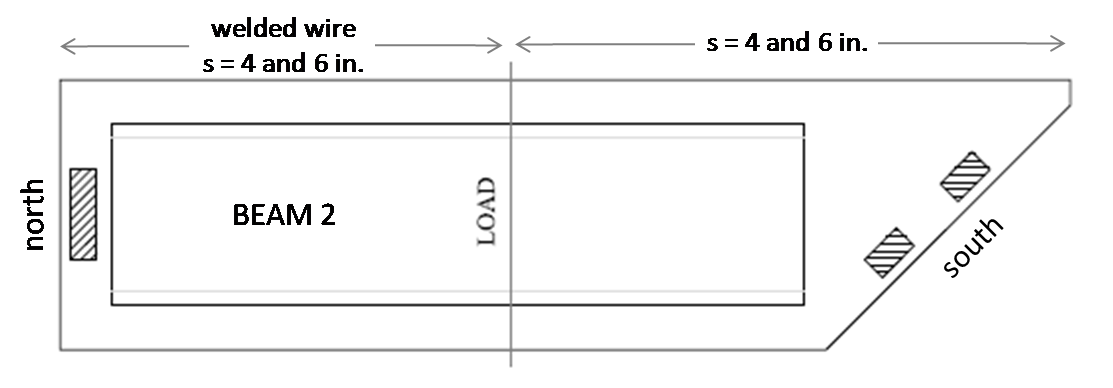 welded wire
s = 4 and 6 in.
s = 4 and 6 in.
north
BEAM 2
LOAD
south